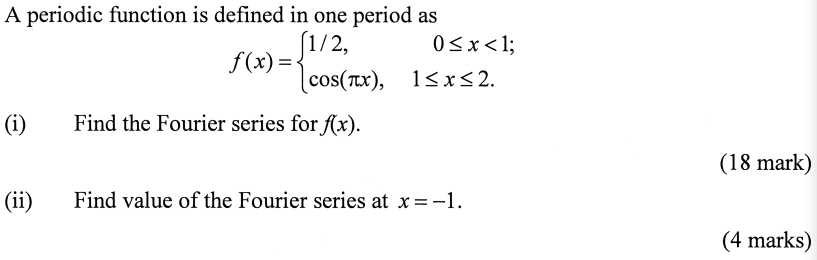 A periodic function is defined in one period as
f(x) = { 1/2, 0 ≤ x < 1;
cos(πx), 1 ≤ x ≤ 2.
(i) Find the Fourier series for f(x).
(18 mark)
(ii) Find value of the Fourier series at x = −1.
(4 marks)